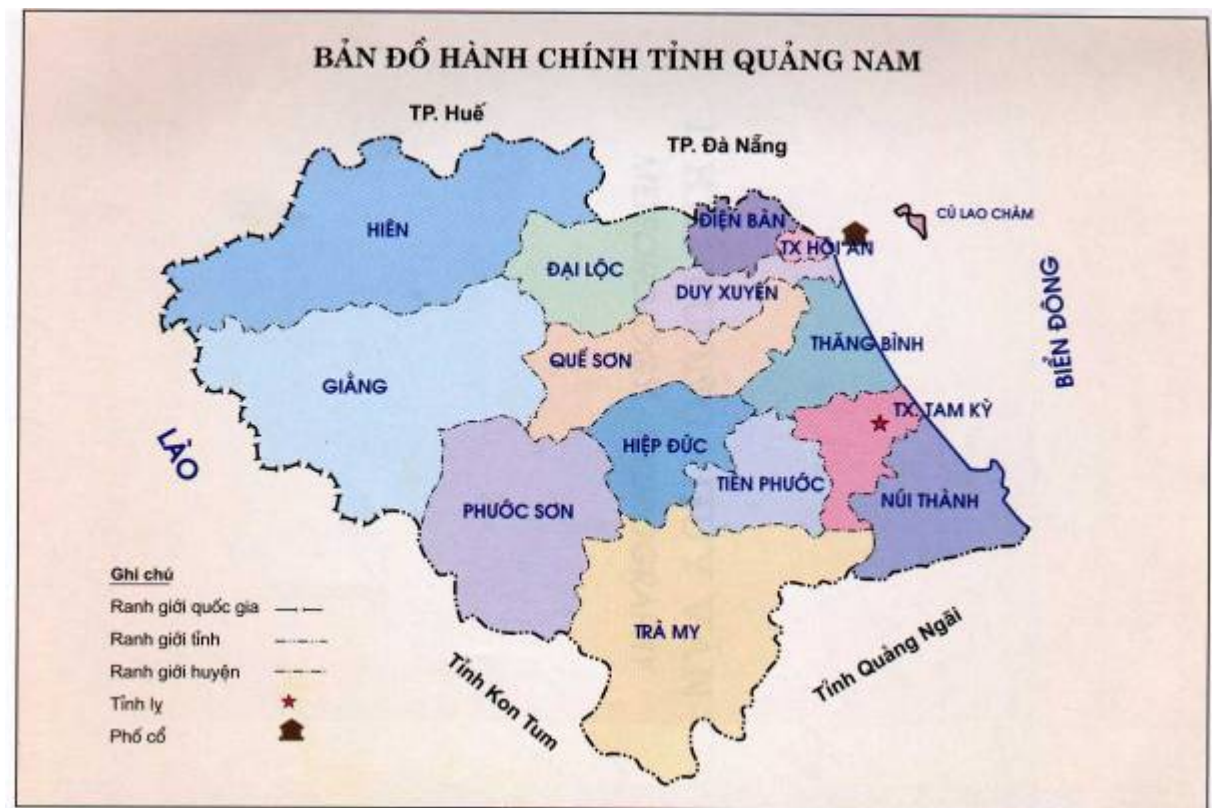 BẢN ĐỒ HÀNH CHÍNH TỈNH QUẢNG NAM
TP. Huế
TP. Đà Nẵng
ĐIỆN BÀN
CÙ LAO CHÀM
HIÊN
TX HỘI AN
ĐẠI LỘC
DUY XUYÊN
BIỂN ĐÔNG
THĂNG BÌNH
QUẾ SƠN
GIẰNG
TX. TAM KỲ
LÀO
HIỆP ĐỨC
TIÊN PHƯỚC
NÚI THÀNH
PHƯỚC SƠN
TRÀ MY
Tỉnh Kon Tum
Tỉnh Quảng Ngãi
Ghi chú
Ranh giới quốc gia
Ranh giới tỉnh
Ranh giới huyện
Tỉnh lỵ
Phố cổ